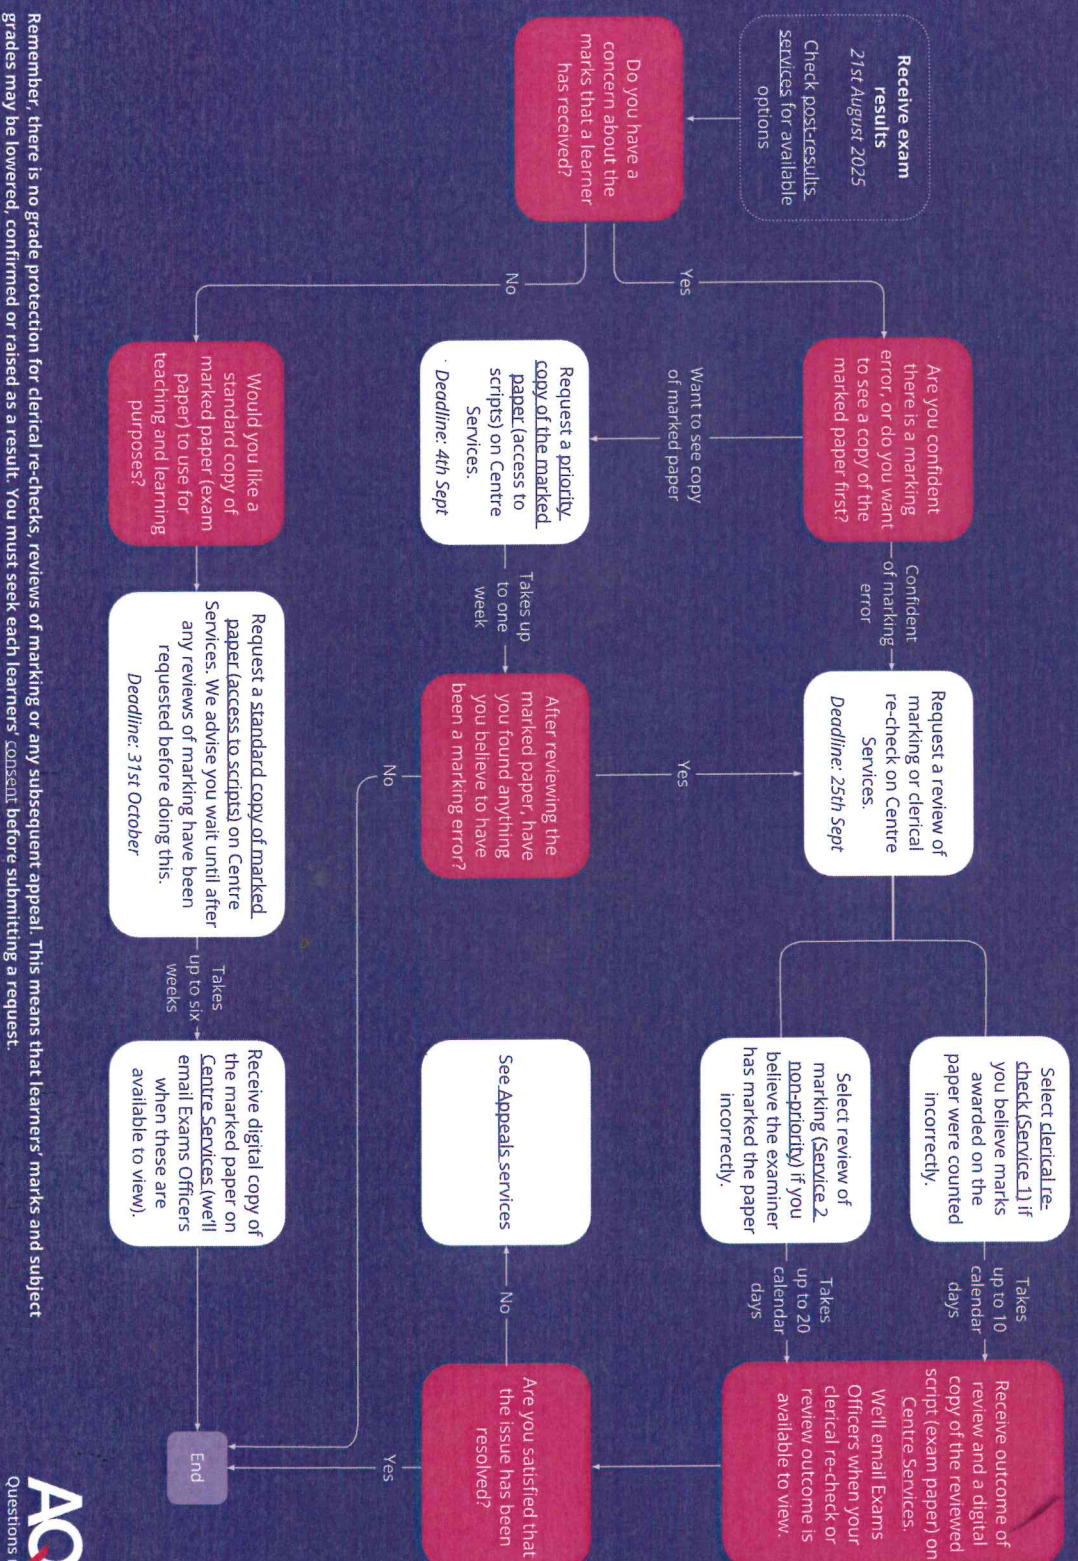 Receive exam
results
21st August 2025
Check post-results
services for available
options
Do you have a
concern about the
marks that a learner
has received?
Yes
No
Are you confident
there is a marking
error, or do you want
to see a copy of the
marked paper first?
Want to see copy
of marked paper
Confident
of marking
error
Request a priority
copy of the marked
paper (access to
scripts) on Centre
Services.
Deadline: 4th Sept
Takes up
to one
week
Would you like a
standard copy of
marked paper (exam
paper) to use for
teaching and learning
purposes?
Request a review of
marking or clerical
re-check on Centre
Services.
Deadline: 25th Sept
After reviewing the
marked paper, have
you found anything
you believe to have
been a marking error?
Yes
No
Request a standard copy of marked
paper (access to scripts) on Centre
Services. We advise you wait until after
any reviews of marking have been
requested before doing this.
Deadline: 31st October
Takes
up to six
weeks
Select clerical re-
check (Service 1) if
you believe marks
awarded on the
paper were counted
incorrectly.
Takes
up to 10
calendar
days
Select review of
marking (Service 2
non-priority) if you
believe the examiner
has marked the paper
incorrectly.
Takes
up to 20
calendar
days
Receive outcome of
review and a digital
copy of the reviewed
script (exam paper) on
Centre Services.
We'll email Exams
Officers when your
clerical re-check or
review outcome is
available to view.
See Appeals services
No
Are you satisfied that
the issue has been
resolved?
Yes
Receive digital copy of
the marked paper on
Centre Services (we'll
email Exams Officers
when these are
available to view).
End
Remember, there is no grade protection for clerical re-checks, reviews of marking or any subsequent appeal. This means that learners' marks and subject
grades may be lowered, confirmed or raised as a result. You must seek each learners' consent before submitting a request.
AQ
Questions